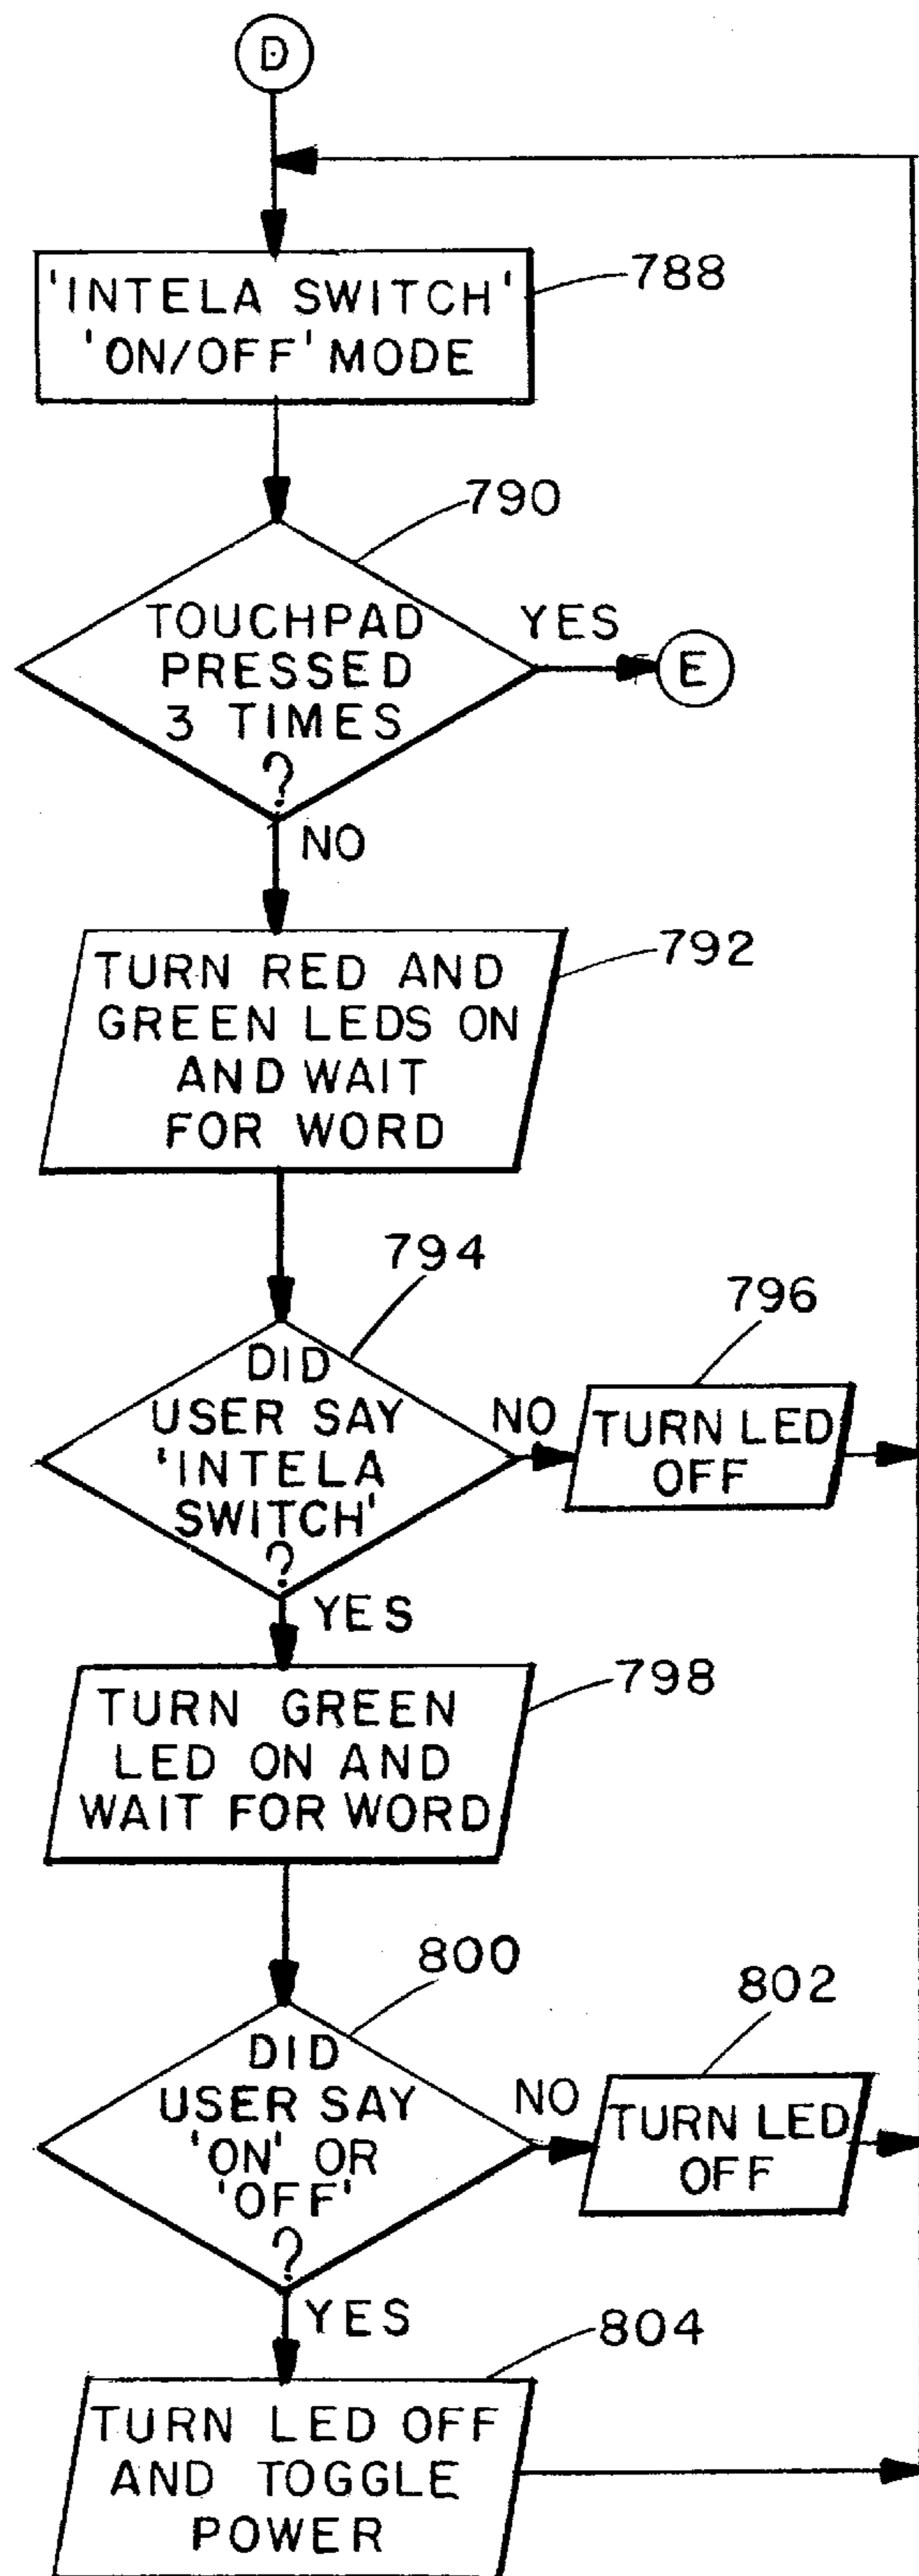 D
'INTELA SWITCH'
'ON/OFF' MODE
788
790
TOUCHPAD
PRESSED
3 TIMES
?
YES
E
NO
TURN RED AND
GREEN LEDS ON
AND WAIT
FOR WORD
792
794
DID
USER SAY
'INTELA
SWITCH'
?
NO
796
TURN LED
OFF
YES
TURN GREEN
LED ON AND
WAIT FOR WORD
798
800
DID
USER SAY
'ON' OR
'OFF'
?
NO
802
TURN LED
OFF
YES
804
TURN LED OFF
AND TOGGLE
POWER